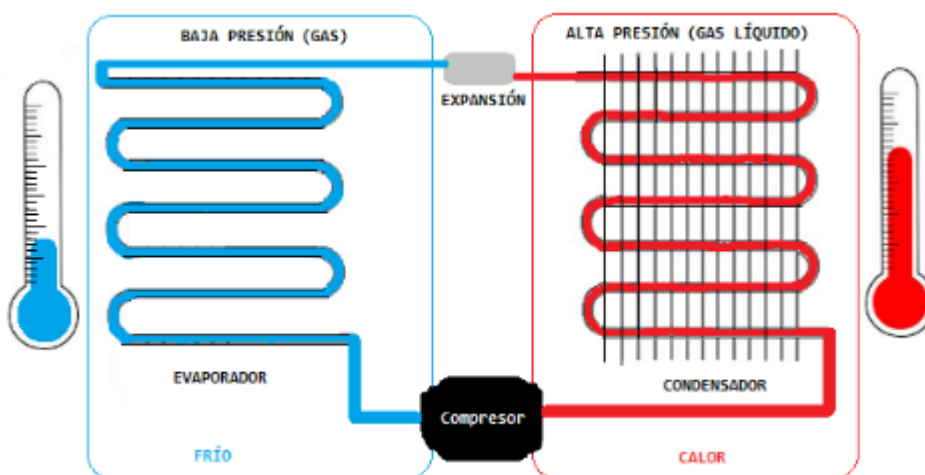 BAJA PRESIÓN (GAS)
ALTA PRESIÓN (GAS LÍQUIDO)
EXPANSIÓN
EVAPORADOR
CONDENSADOR
Compresor
FRÍO
CALOR